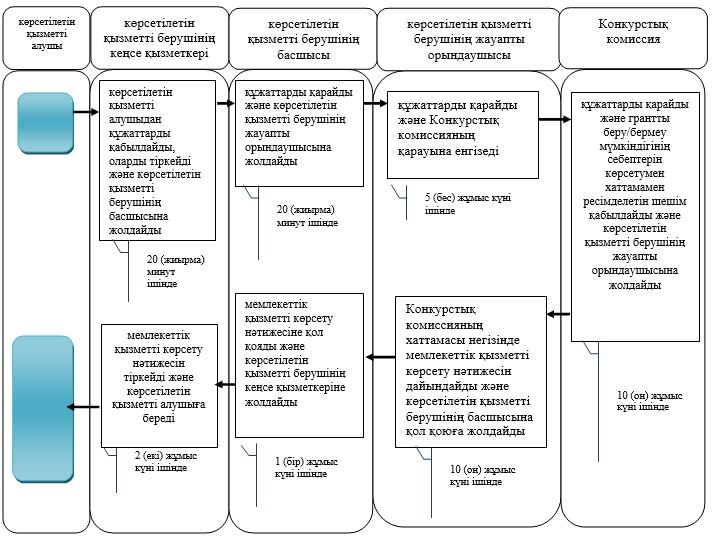 көрсетілетін
қызметті
алушы
көрсетілетін
қызметті берушінің
кеңсе қызметкері
көрсетілетін
қызметті берушінің
басшысы
көрсетілетін қызметті
берушінің жауапты
орындаушысы
Конкурстық
комиссия
көрсетілетін
қызметті
алушыдан
құжаттарды
қабылдайды,
оларды тіркейді
және көрсетілетін
қызметті
берушінің
басшысына
жолдайды
20 (жиырма)
минут
ішінде
құжаттарды қарайды
және көрсетілетін
қызметті берушінің
жауапты
орындаушысына
жолдайды
20 (жиырма)
минут ішінде
құжаттарды қарайды
және Конкурстық
комиссияның
қарауына енгізеді
5 (бес) жұмыс күні
ішінде
құжаттарды қарайды
және грантты
беру/бермеу
мүмкіндігінің
себептерін
көрсетумен
хаттамамен
ресімделетін шешім
қабылдайды және
көрсетілетін
қызметті берушінің
жауапты
орындаушысына
жолдайды
10 (он) жұмыс
күні ішінде
Конкурстық
комиссияның
хаттамасы негізінде
мемлекеттік қызметті
көрсету нәтижесін
дайындайды және
көрсетілетін қызметті
берушінің басшысына
қол қоюға жолдайды
10 (он) жұмыс
күні ішінде
мемлекеттік
қызметті көрсету
нәтижесіне қол
қояды және
көрсетілетін
қызметті берушінің
кеңсе қызметкеріне
жолдайды
1 (бір) жұмыс
күні ішінде
мемлекеттік
қызметті көрсету
нәтижесін
тіркейді және
көрсетілетін
қызметті алушыға
береді
2 (екі) жұмыс
күні ішінде